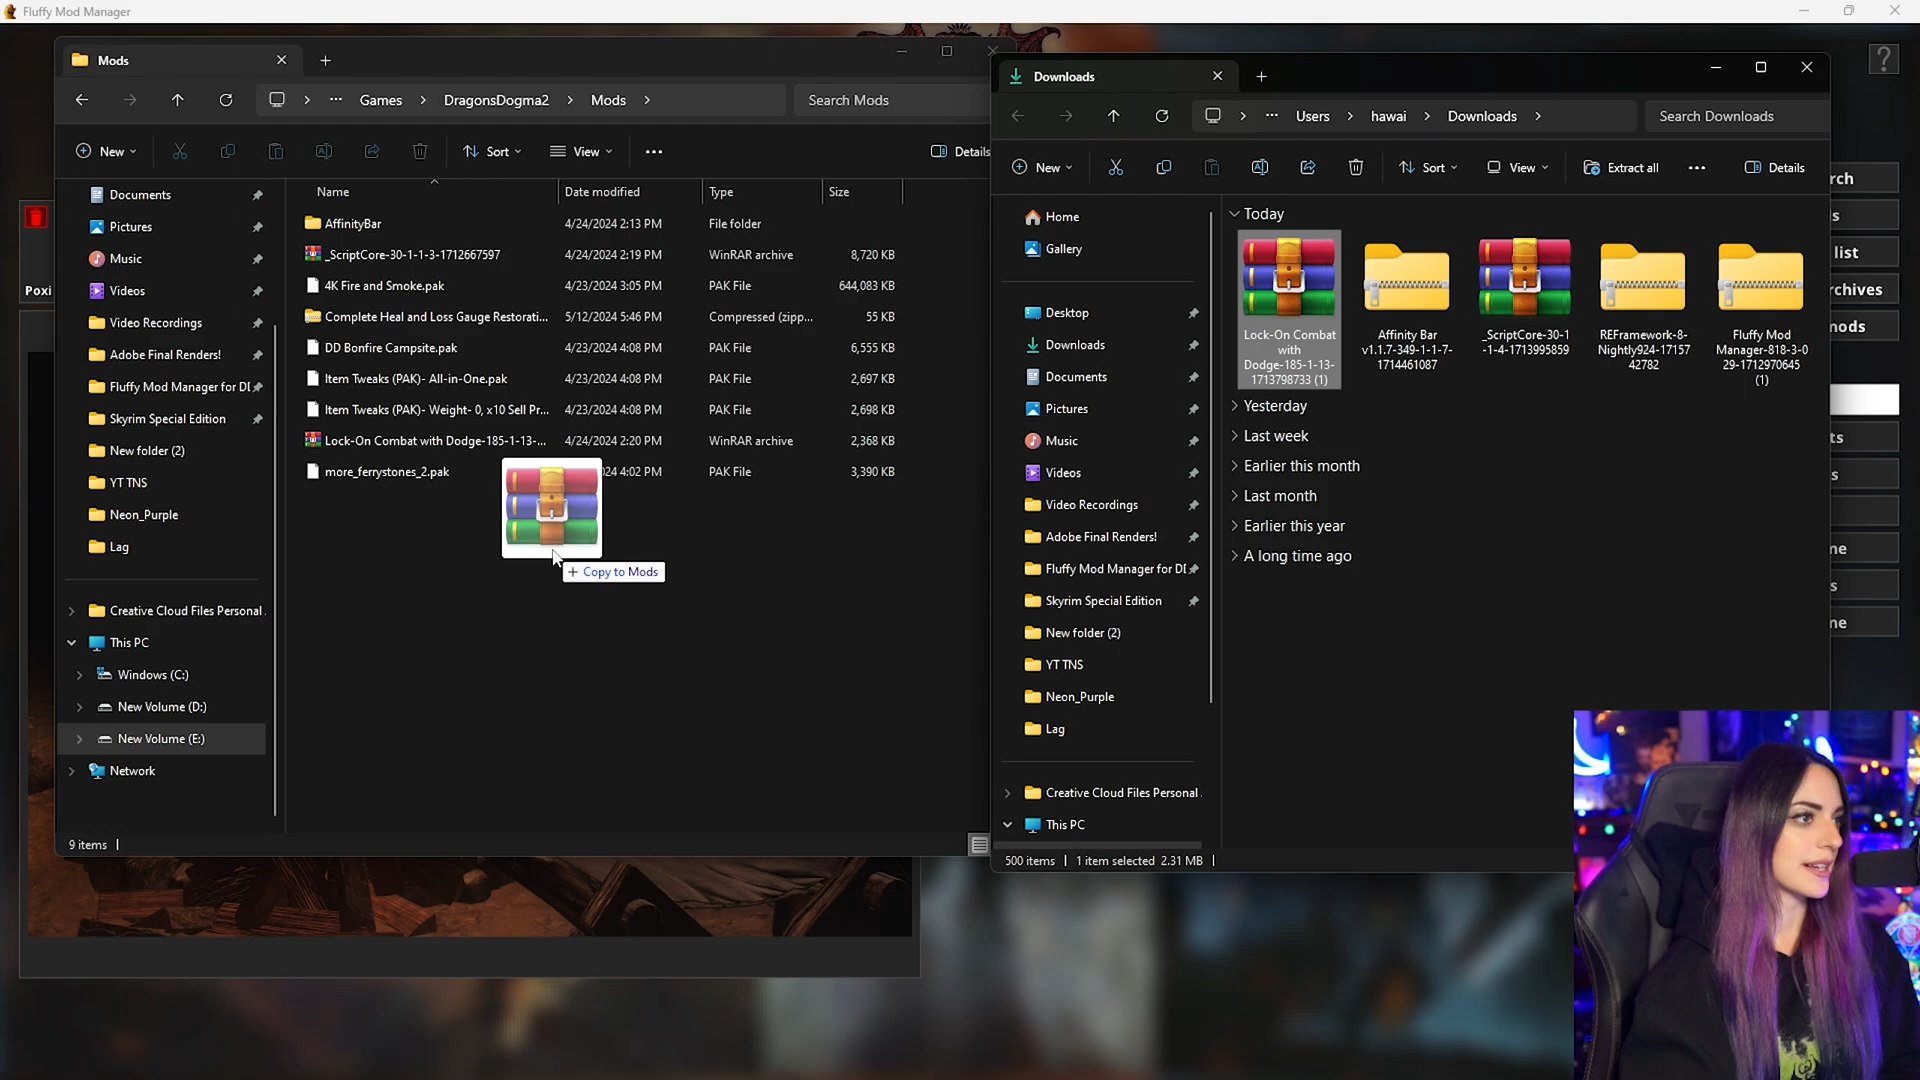 Fluffy Mod Manager
Mods
Games > DragonsDogma2 > Mods >
Search Mods
New
Sort
View
Details
Documents
Pictures
Music
Videos
Video Recordings
Adobe Final Renders!
Fluffy Mod Manager for D
Skyrim Special Edition
New folder (2)
YT TNS
Neon_Purple
Lag
Creative Cloud Files Personal
This PC
Windows (C:)
New Volume (D:)
New Volume (E:)
Network
9 items
Poxi
Name Date modified Type Size
AffinityBar 4/24/2024 2:13 PM File folder
_ScriptCore-30-1-1-3-1712667597 4/24/2024 2:19 PM WinRAR archive 8,720 KB
4K Fire and Smoke.pak 4/23/2024 3:05 PM PAK File 644,083 KB
Complete Heal and Loss Gauge Restorati... 5/12/2024 5:46 PM Compressed (zipp... 55 KB
DD Bonfire Campsite.pak 4/23/2024 4:08 PM PAK File 6,555 KB
Item Tweaks (PAK)- All-in-One.pak 4/23/2024 4:08 PM PAK File 2,697 KB
Item Tweaks (PAK)- Weight- 0, x10 Sell Pr... 4/23/2024 4:08 PM PAK File 2,698 KB
Lock-On Combat with Dodge-185-1-13-... 4/24/2024 2:20 PM WinRAR archive 2,368 KB
more_ferrystones_2.pak 024 4:02 PM PAK File 3,390 KB
+ Copy to Mods
Downloads
Users > hawai > Downloads >
Search Downloads
New
Sort
View
Extract all
Details
Home
Gallery
Desktop
Downloads
Documents
Pictures
Music
Videos
Video Recordings
Adobe Final Renders!
Fluffy Mod Manager for D
Skyrim Special Edition
New folder (2)
YT TNS
Neon_Purple
Lag
Creative Cloud Files Personal
This PC
500 items
1 item selected 2.31 MB
Today
Lock-On Combat
with
Dodge-185-1-13-
1713798733 (1)
Affinity Bar
v1.1.7-349-1-1-7-
1714461087
_ScriptCore-30-1
-1-4-1713995859
REFramework-8-
Nightly924-17157
42782
Fluffy Mod
Manager-818-3-0
29-1712970645
(1)
Yesterday
Last week
Earlier this month
Last month
Earlier this year
A long time ago
?
rch
s
list
rchives
nods
ts
s
ne
s
ne